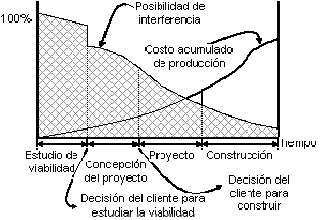 Posibilidad de
interferencia
100%
Costo acumulado
de producción
Tiempo
Estudio de
viabilidad
Concepción
del proyecto
Proyecto
Construcción
Decisión del cliente para
estudiar la viabilidad
Decisión del
cliente para
construir